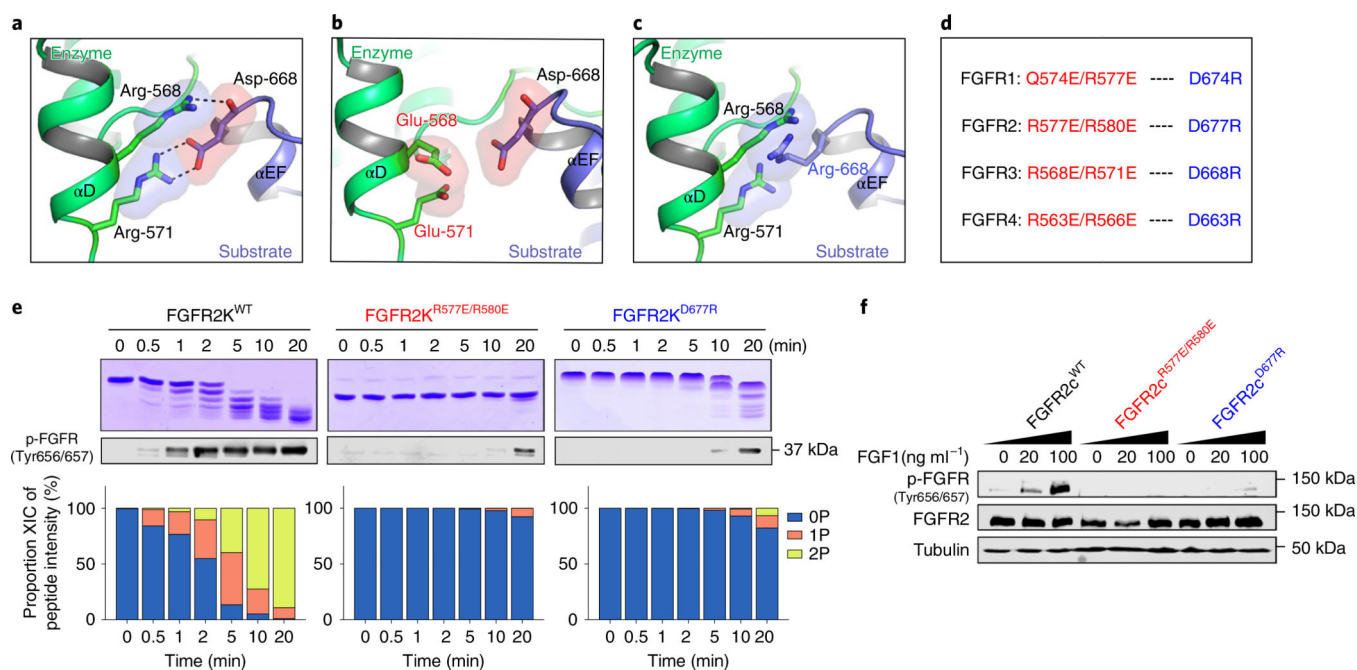 a
Enzyme
Arg-568
Asp-668
αD
αEF
Arg-571
Substrate
b
Enzyme
Asp-668
Glu-568
αD
αEF
Glu-571
Substrate
c
Enzyme
Arg-568
Arg-668
αD
αEF
Arg-571
Substrate
d
FGFR1: Q574E/R577E ---- D674R
FGFR2: R577E/R580E ---- D677R
FGFR3: R568E/R571E ---- D668R
FGFR4: R563E/R566E ---- D663R
e
FGFR2K^WT
FGFR2K^R577E/R580E
FGFR2K^D677R
0 0.5 1 2 5 10 20
0 0.5 1 2 5 10 20
0 0.5 1 2 5 10 20 (min)
p-FGFR
(Tyr656/657)
37 kDa
Proportion XIC of
peptide intensity (%)
100
50
0
0 0.5 1 2 5 10 20
Time (min)
100
50
0
0 0.5 1 2 5 10 20
Time (min)
100
50
0
0 0.5 1 2 5 10 20
Time (min)
0P
1P
2P
f
FGFR2c^WT
FGFR2c^R577E/R580E
FGFR2c^D677R
FGF1(ng ml⁻¹) 0 20 100 0 20 100 0 20 100
p-FGFR
(Tyr656/657)
150 kDa
FGFR2
150 kDa
Tubulin
50 kDa